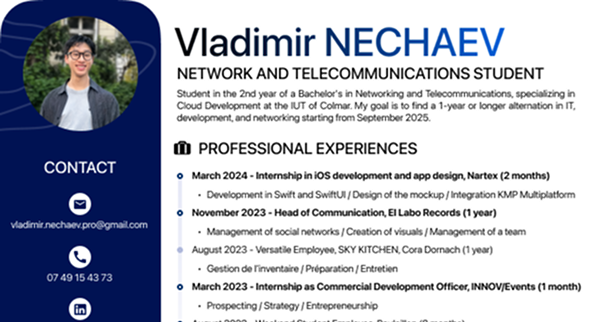 Vladimir NECHAEV
NETWORK AND TELECOMMUNICATIONS STUDENT
Student in the 2nd year of a Bachelor's in Networking and Telecommunications, specializing in
Cloud Development at the IUT of Colmar. My goal is to find a 1-year or longer alternation in IT,
development, and networking starting from September 2025.
CONTACT
vladimir.nechaev.pro@gmail.com
07 49 15 43 73
PROFESSIONAL EXPERIENCES
March 2024 - Internship in iOS development and app design, Nartex (2 months)
• Development in Swift and SwiftUI / Design of the mockup / Integration KMP Multiplatform
November 2023 - Head of Communication, El Labo Records (1 year)
• Management of social networks / Creation of visuals / Management of a team
August 2023 - Versatile Employee, SKY KITCHEN, Cora Dornach (1 year)
• Gestion de l'inventaire / Préparation / Entretien
March 2023 - Internship as Commercial Development Officer, INNOV/Events (1 month)
• Prospecting / Strategy / Entrepreneurship